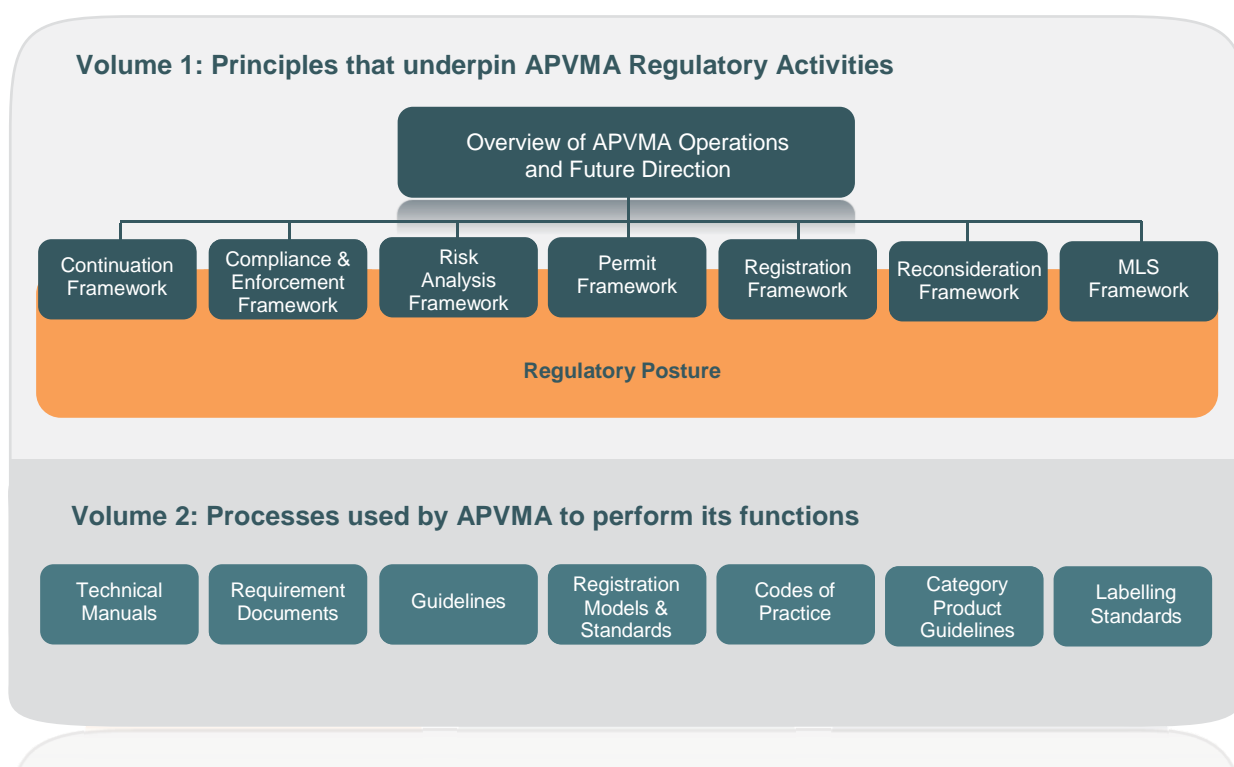 Volume 1: Principles that underpin APVMA Regulatory Activities
Overview of APVMA Operations
and Future Direction
Continuation
Framework
Compliance &
Enforcement
Framework
Risk
Analysis
Framework
Permit
Framework
Registration
Framework
Reconsideration
Framework
MLS
Framework
Regulatory Posture
Volume 2: Processes used by APVMA to perform its functions
Technical
Manuals
Requirement
Documents
Guidelines
Registration
Models &
Standards
Codes of
Practice
Category
Product
Guidelines
Labelling
Standards